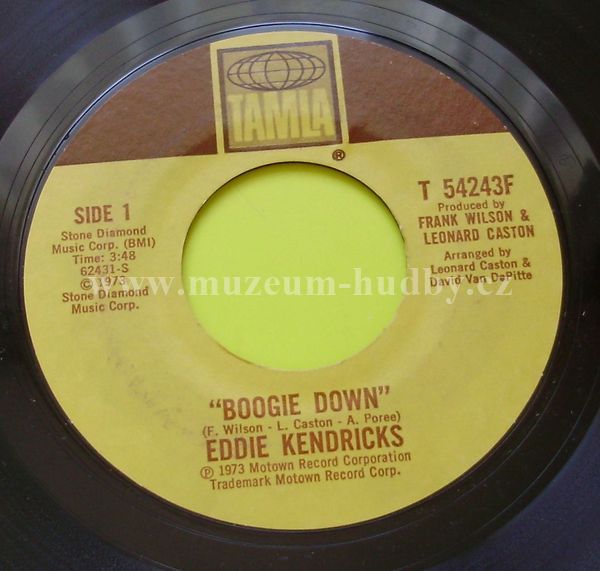 TAMLA
®
SIDE 1
Stone Diamond
Music Corp. (BMI)
Time: 3:48
62431-S
© 1973
Stone Diamond
Music Corp.
T 54243F
Produced by
FRANK WILSON &
LEONARD CASTON
Arranged by
Leonard Caston &
David Van DePitte
www.muzeum-hudby.cz
"BOOGIE DOWN"
(F. Wilson - L. Caston - A. Poree)
EDDIE KENDRICKS
℗ 1973 Motown Record Corporation
Trademark Motown Record Corp.